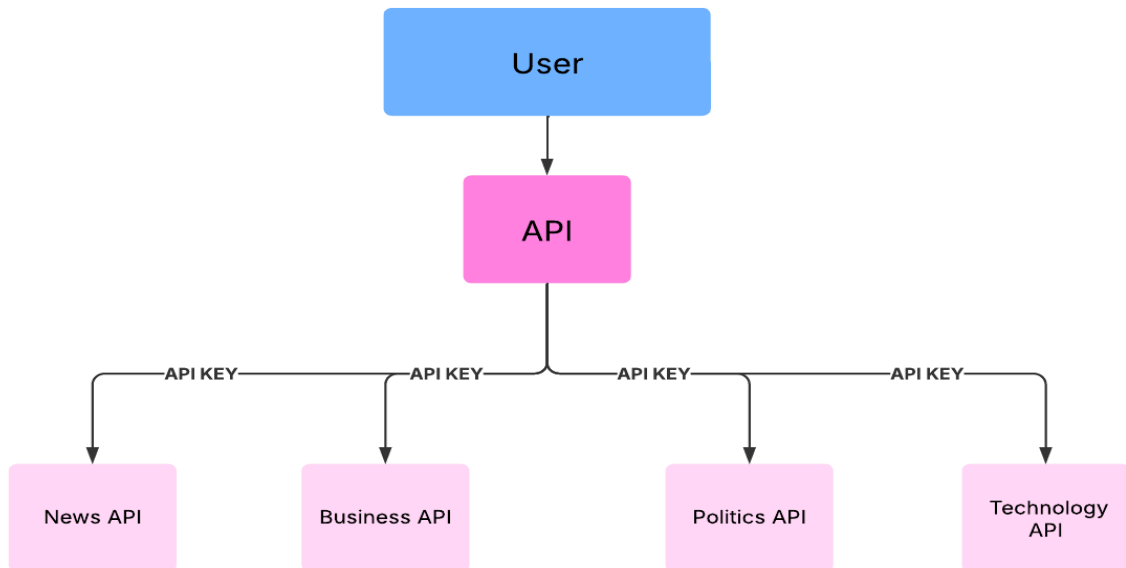 User
API
API KEY API KEY API KEY API KEY
News API
Business API
Politics API
Technology
API